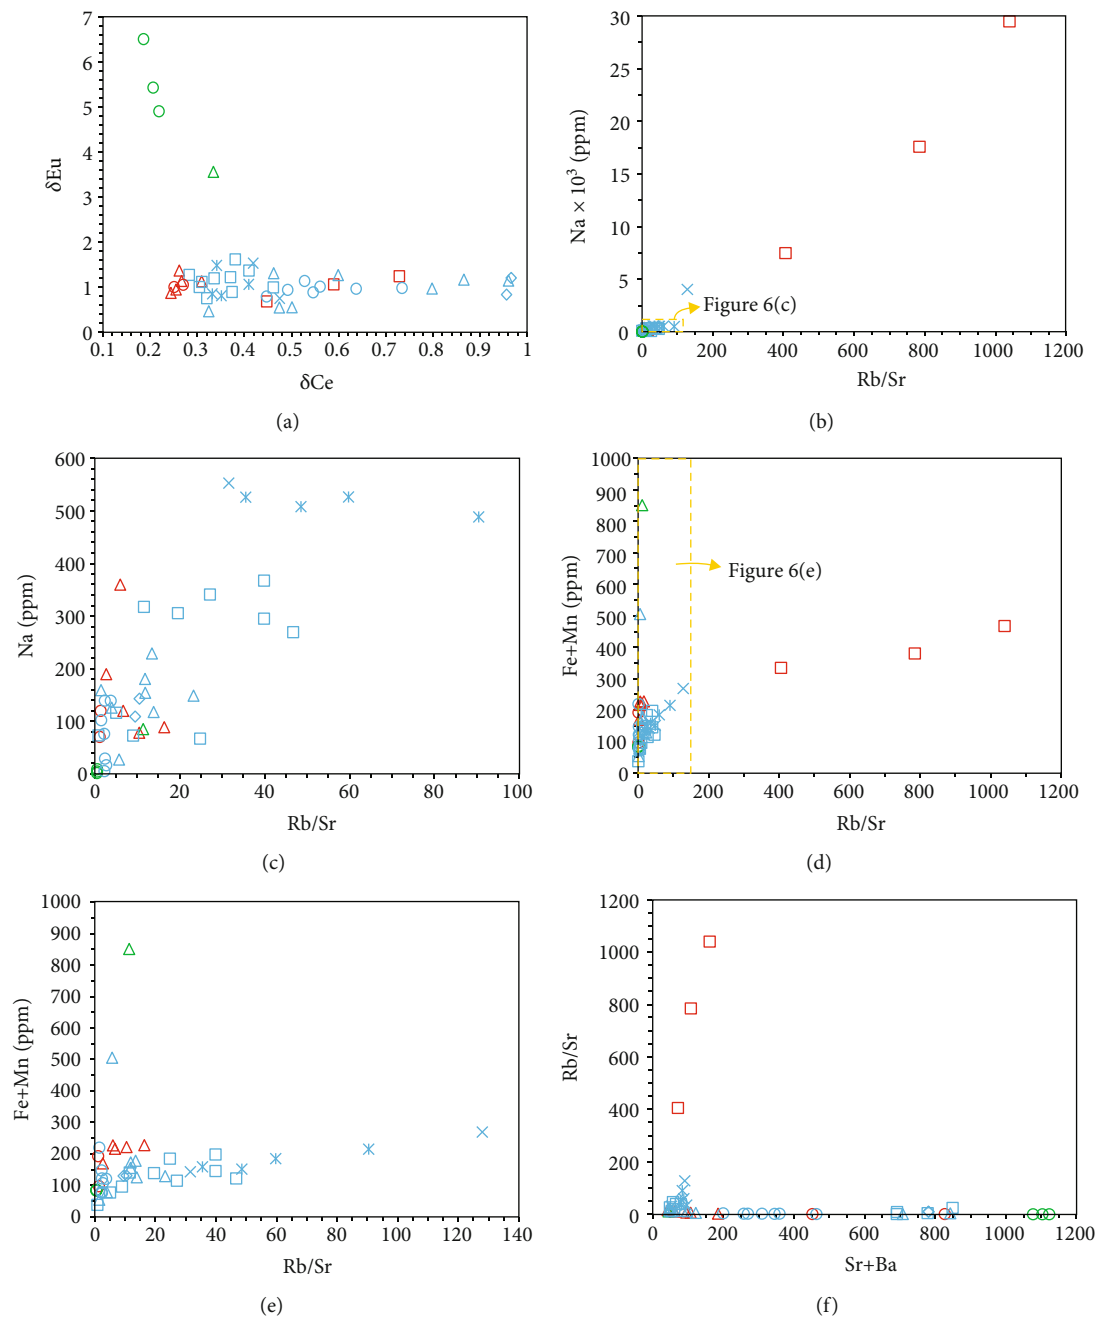 7
6
5
4
3
2
1
0
δEu
0.1 0.2 0.3 0.4 0.5 0.6 0.7 0.8 0.9 1
δCe
(a)
30
25
20
15
10
5
0
Na × 10³ (ppm)
Figure 6(c)
0 200 400 600 800 1000 1200
Rb/Sr
(b)
600
500
400
300
200
100
0
Na (ppm)
0 20 40 60 80 100
Rb/Sr
(c)
1000
900
800
700
600
500
400
300
200
100
0
Fe+Mn (ppm)
Figure 6(e)
0 200 400 600 800 1000 1200
Rb/Sr
(d)
1000
900
800
700
600
500
400
300
200
100
0
Fe+Mn (ppm)
0 20 40 60 80 100 120 140
Rb/Sr
(e)
1200
1000
800
600
400
200
0
Rb/Sr
0 200 400 600 800 1000 1200
Sr+Ba
(f)